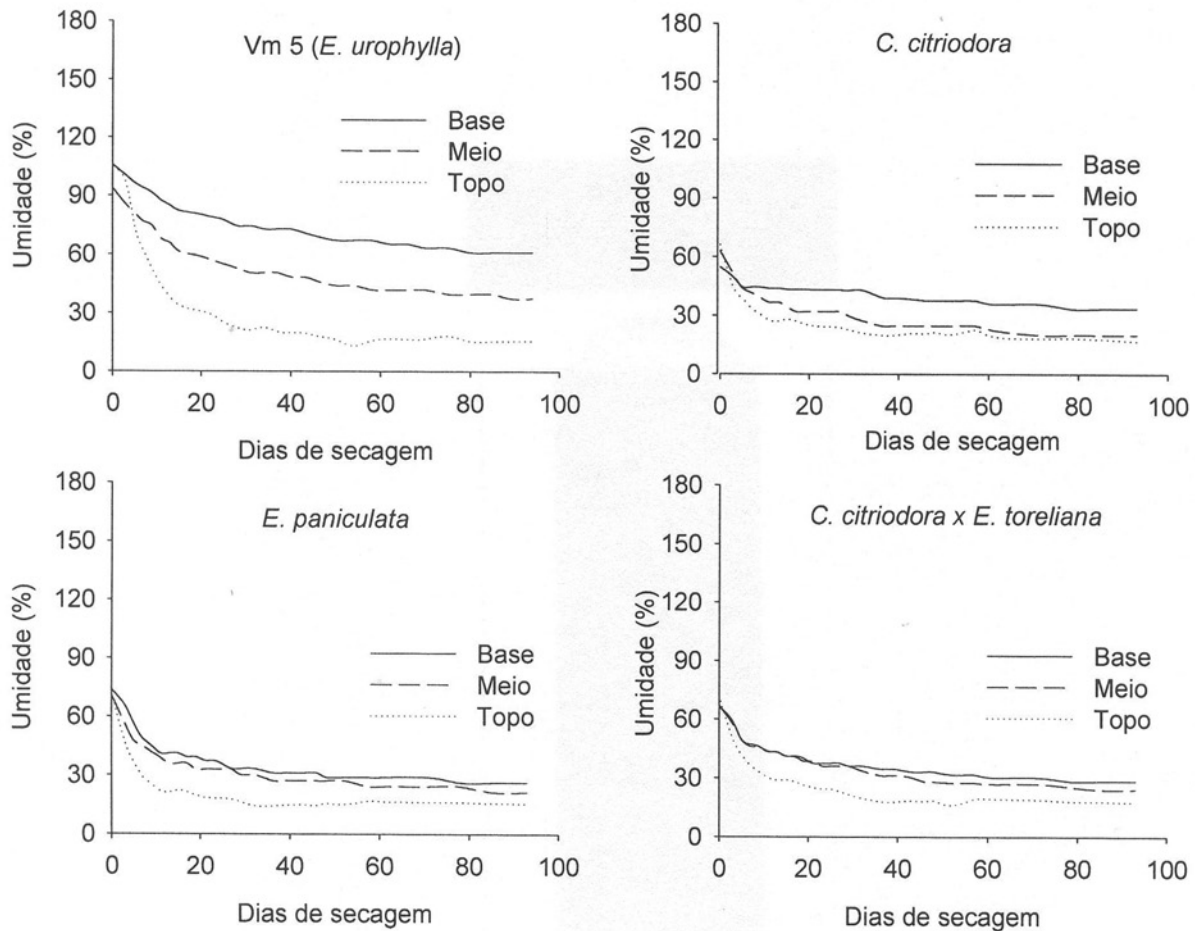 Vm 5 (E. urophylla)
Umidade (%)
180
150
120
90
60
30
0
Base
Meio
Topo
0 20 40 60 80 100
Dias de secagem
C. citriodora
Umidade (%)
180
150
120
90
60
30
0
Base
Meio
Topo
0 20 40 60 80 100
Dias de secagem
E. paniculata
Umidade (%)
180
150
120
90
60
30
0
Base
Meio
Topo
0 20 40 60 80 100
Dias de secagem
C. citriodora x E. toreliana
Umidade (%)
180
150
120
90
60
30
0
Base
Meio
Topo
0 20 40 60 80 100
Dias de secagem